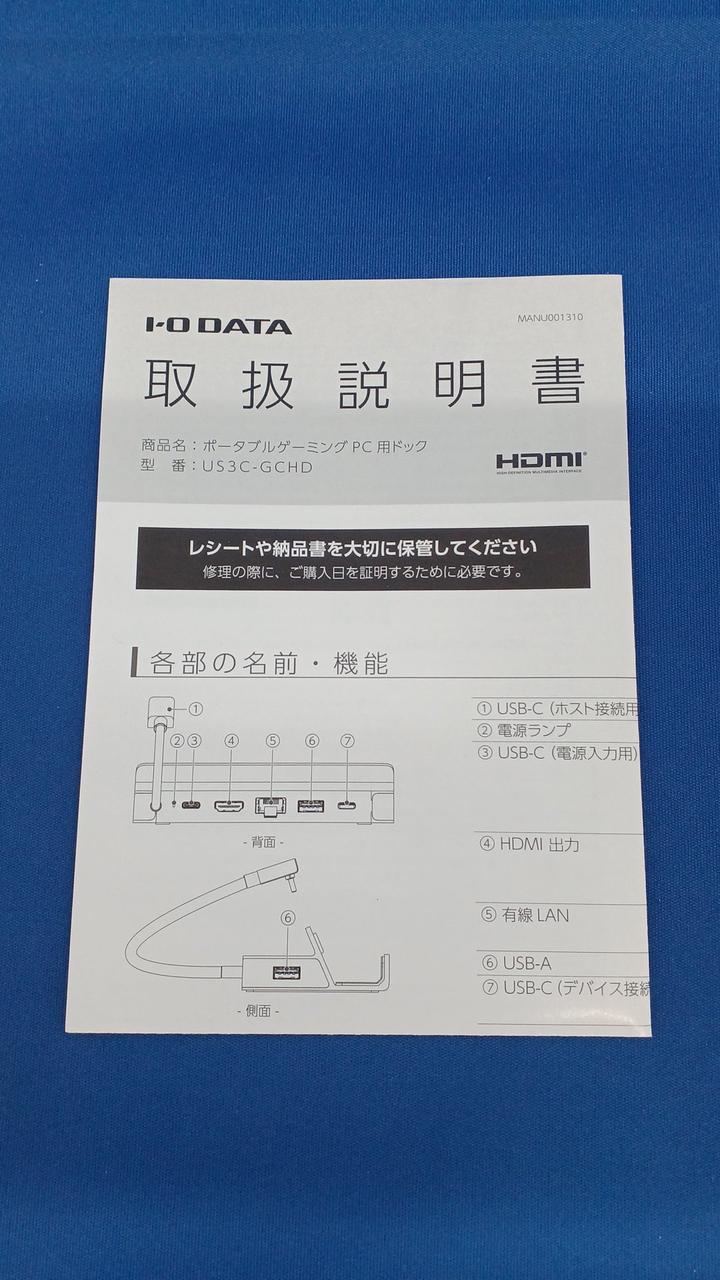 I-O DATA
MANU001310
取扱説明書
商品名：ポータブルゲーミングPC用ドック
型 番：US3C-GCHD
HDMI
HIGH-DEFINITION MULTIMEDIA INTERFACE
レシートや納品書を大切に保管してください
修理の際に、ご購入日を証明するために必要です。
各部の名前・機能
①
② ③ ④ ⑤ ⑥ ⑦
- 背面 -
⑥
- 側面 -
① USB-C（ホスト接続用
② 電源ランプ
③ USB-C（電源入力用）
④ HDMI 出力
⑤ 有線 LAN
⑥ USB-A
⑦ USB-C（デバイス接続